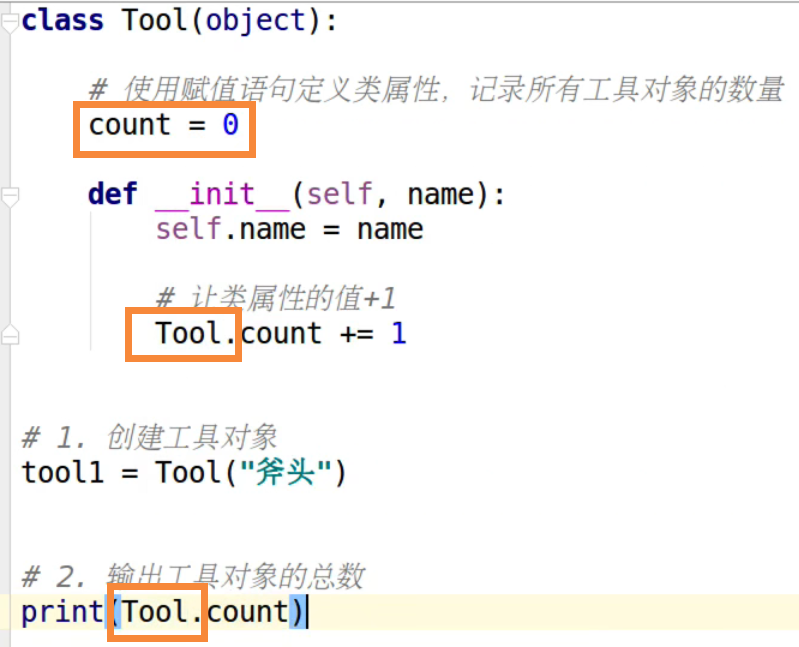 class Tool(object):
# 使用赋值语句定义类属性，记录所有工具对象的数量
count = 0
def __init__(self, name):
self.name = name
# 让类属性的值+1
Tool.count += 1
# 1. 创建工具对象
tool1 = Tool("斧头")
# 2. 输出工具对象的总数
print(Tool.count)